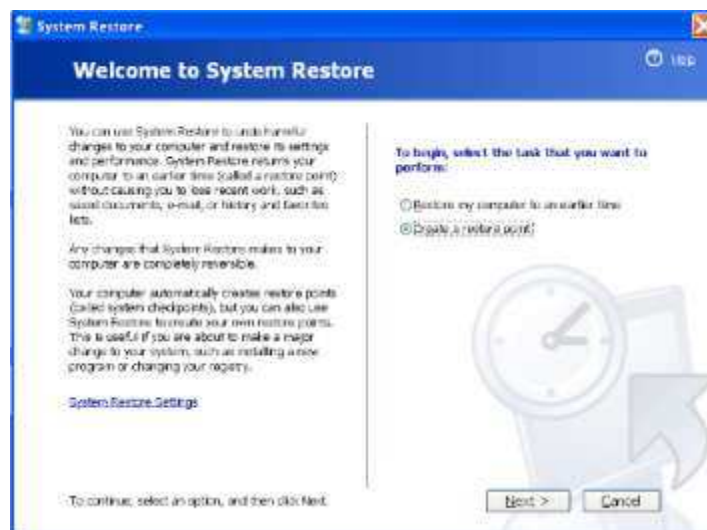 System Restore
Welcome to System Restore
Help
You can use System Restore to undo harmful
changes to your computer and restore its settings
and performance. System Restore returns your
computer to an earlier time (called a restore point)
without causing you to lose recent work, such as
saved documents, e-mail, or history and favorites
lists.
Any changes that System Restore makes to your
computer are completely reversible.
Your computer automatically creates restore points
(called system checkpoints), but you can also use
System Restore to create your own restore points.
This is useful if you are about to make a major
change to your system, such as installing a new
program or changing your registry.
System Restore Settings
To continue, select an option, and then click Next.
To begin, select the task that you want to
perform:
Restore my computer to an earlier time
Create a restore point
Next >
Cancel